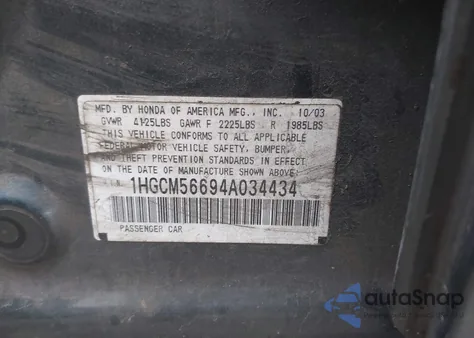 MFD. BY HONDA OF AMERICA MFG., INC. 10/03
GVWR 4125LBS GAWR F 2225LBS R 1985LBS
THIS VEHICLE CONFORMS TO ALL APPLICABLE
FEDERAL MOTOR VEHICLE SAFETY, BUMPER,
AND THEFT PREVENTION STANDARDS IN EFFECT
ON THE DATE OF MANUFACTURE SHOWN ABOVE.
1HGCM56694A034434
PASSENGER CAR
autoSnap